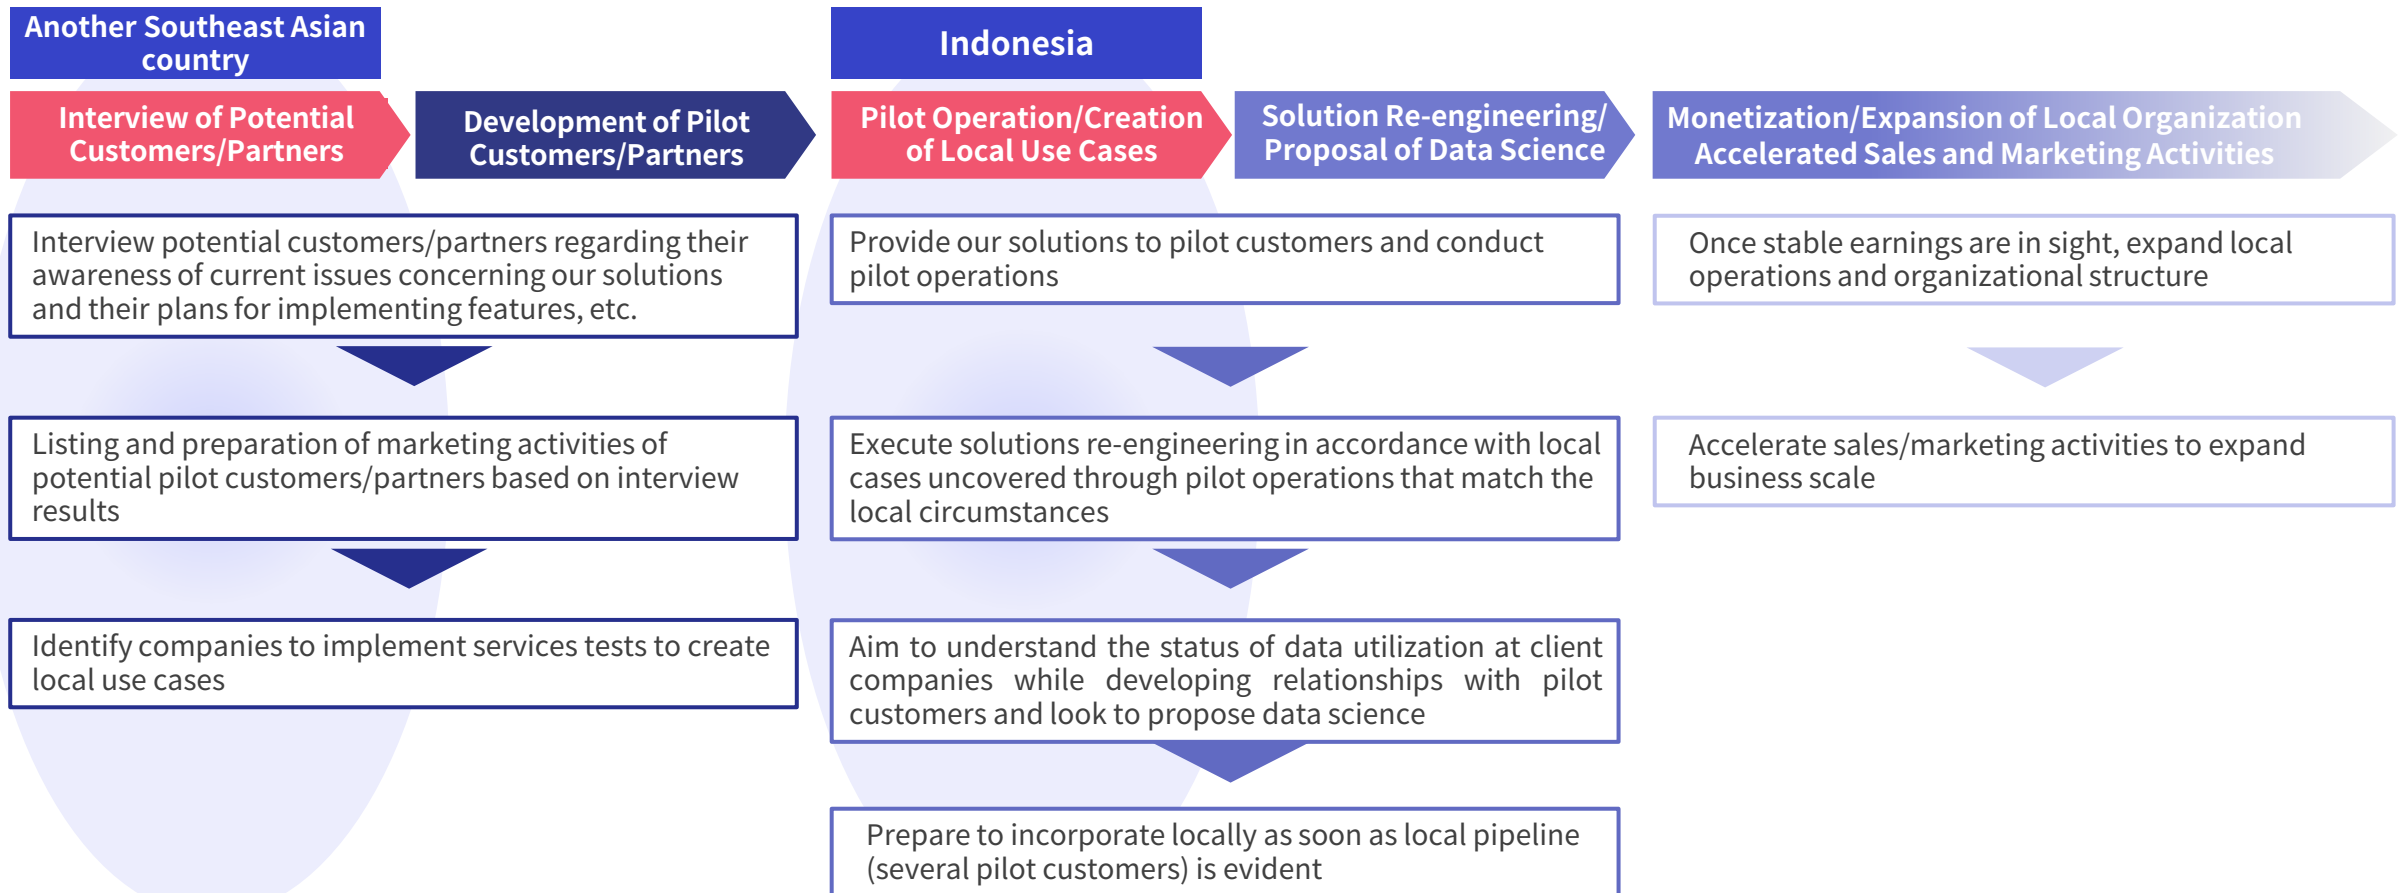 Another Southeast Asian
country
Indonesia
Interview of Potential
Customers/Partners
Development of Pilot
Customers/Partners
Pilot Operation/Creation
of Local Use Cases
Solution Re-engineering/
Proposal of Data Science
Monetization/Expansion of Local Organization
Accelerated Sales and Marketing Activities
Interview potential customers/partners regarding their
awareness of current issues concerning our solutions
and their plans for implementing features, etc.
Listing and preparation of marketing activities of
potential pilot customers/partners based on interview
results
Identify companies to implement services tests to create
local use cases
Provide our solutions to pilot customers and conduct
pilot operations
Execute solutions re-engineering in accordance with local
cases uncovered through pilot operations that match the
local circumstances
Aim to understand the status of data utilization at client
companies while developing relationships with pilot
customers and look to propose data science
Prepare to incorporate locally as soon as local pipeline
(several pilot customers) is evident
Once stable earnings are in sight, expand local
operations and organizational structure
Accelerate sales/marketing activities to expand
business scale